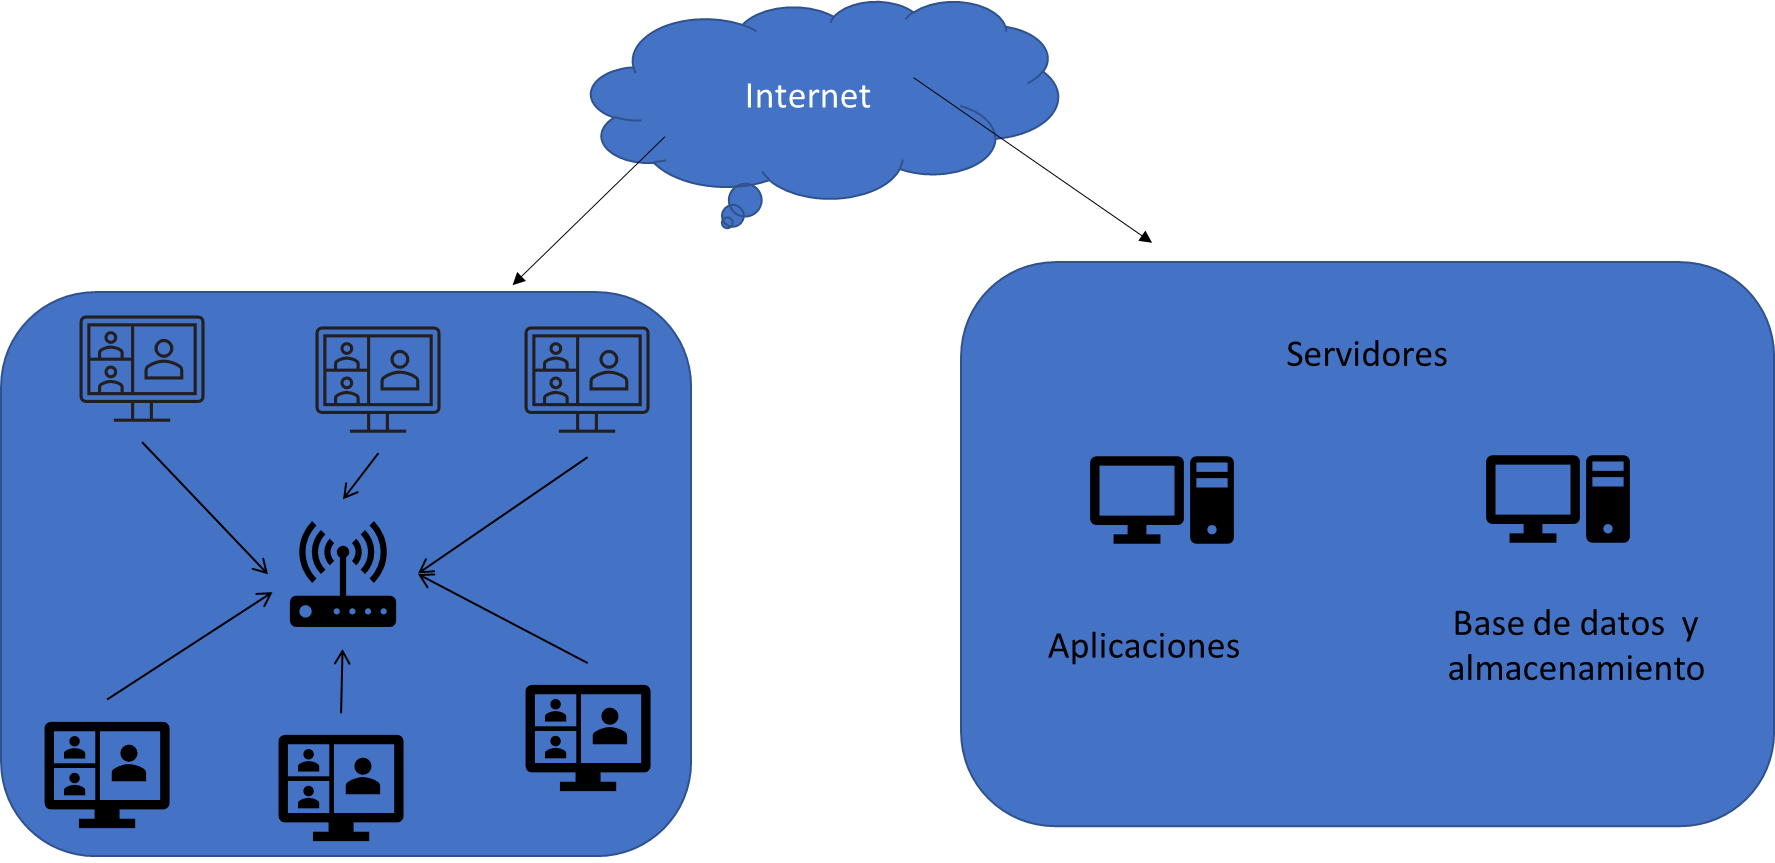 Internet
Servidores
Aplicaciones
Base de datos  y
almacenamiento